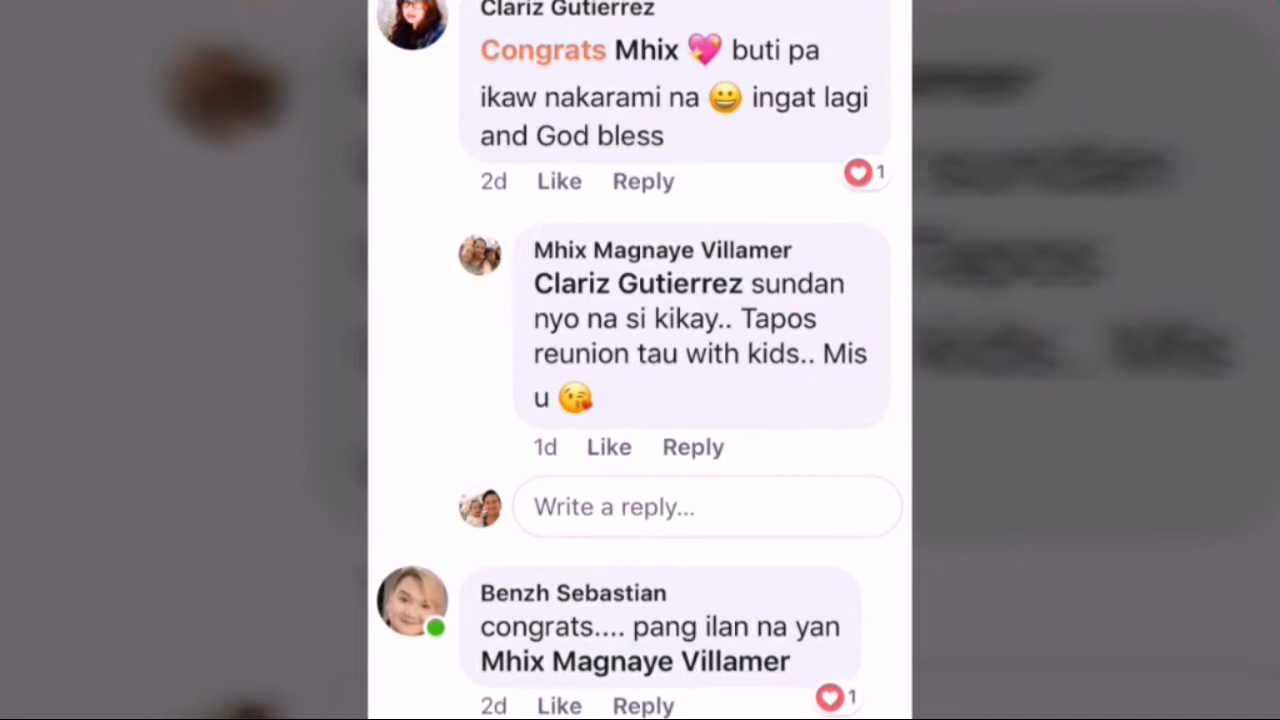 Clariz Gutierrez
Congrats Mhix 💖 buti pa
ikaw nakarami na 😀 ingat lagi
and God bless
2d Like Reply 1
Mhix Magnaye Villamer
Clariz Gutierrez sundan
nyo na si kikay.. Tapos
reunion tau with kids.. Mis
u 😘
1d Like Reply
Write a reply...
Benzh Sebastian
congrats.... pang ilan na yan
Mhix Magnaye Villamer
2d Like Reply 1